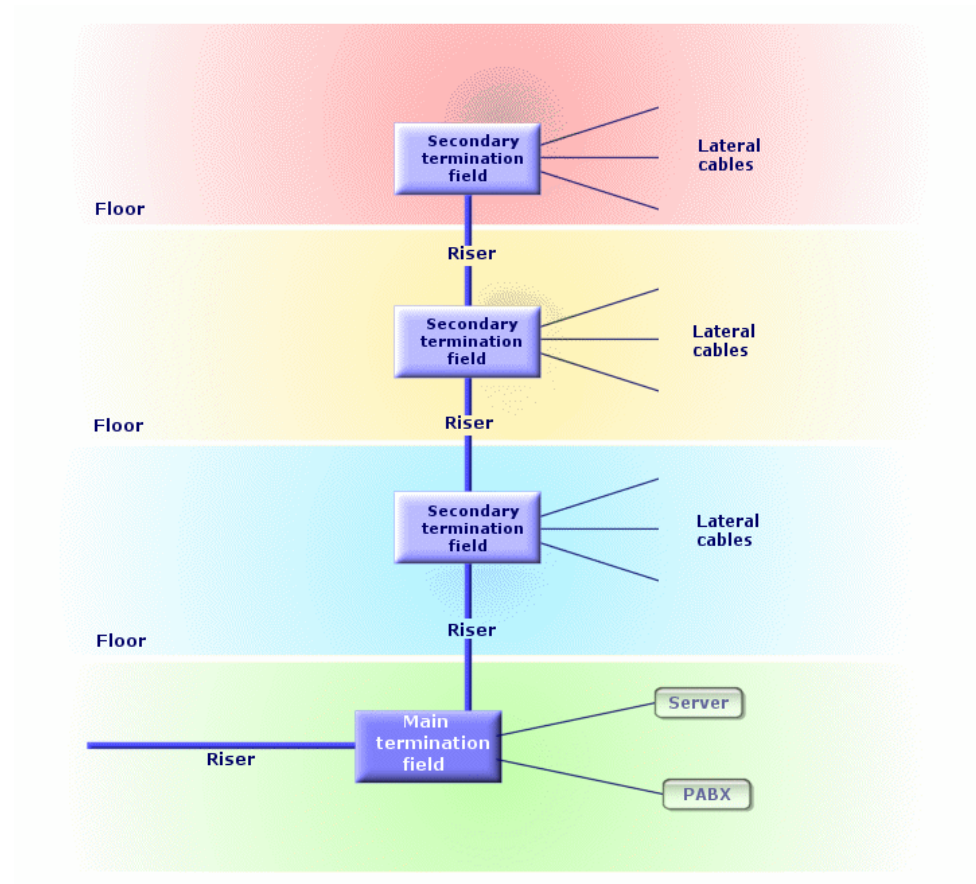 Secondary
termination
field
Lateral
cables
Floor
Riser
Secondary
termination
field
Lateral
cables
Riser
Floor
Secondary
termination
field
Lateral
cables
Riser
Floor
Server
Main
termination
field
Riser
PABX